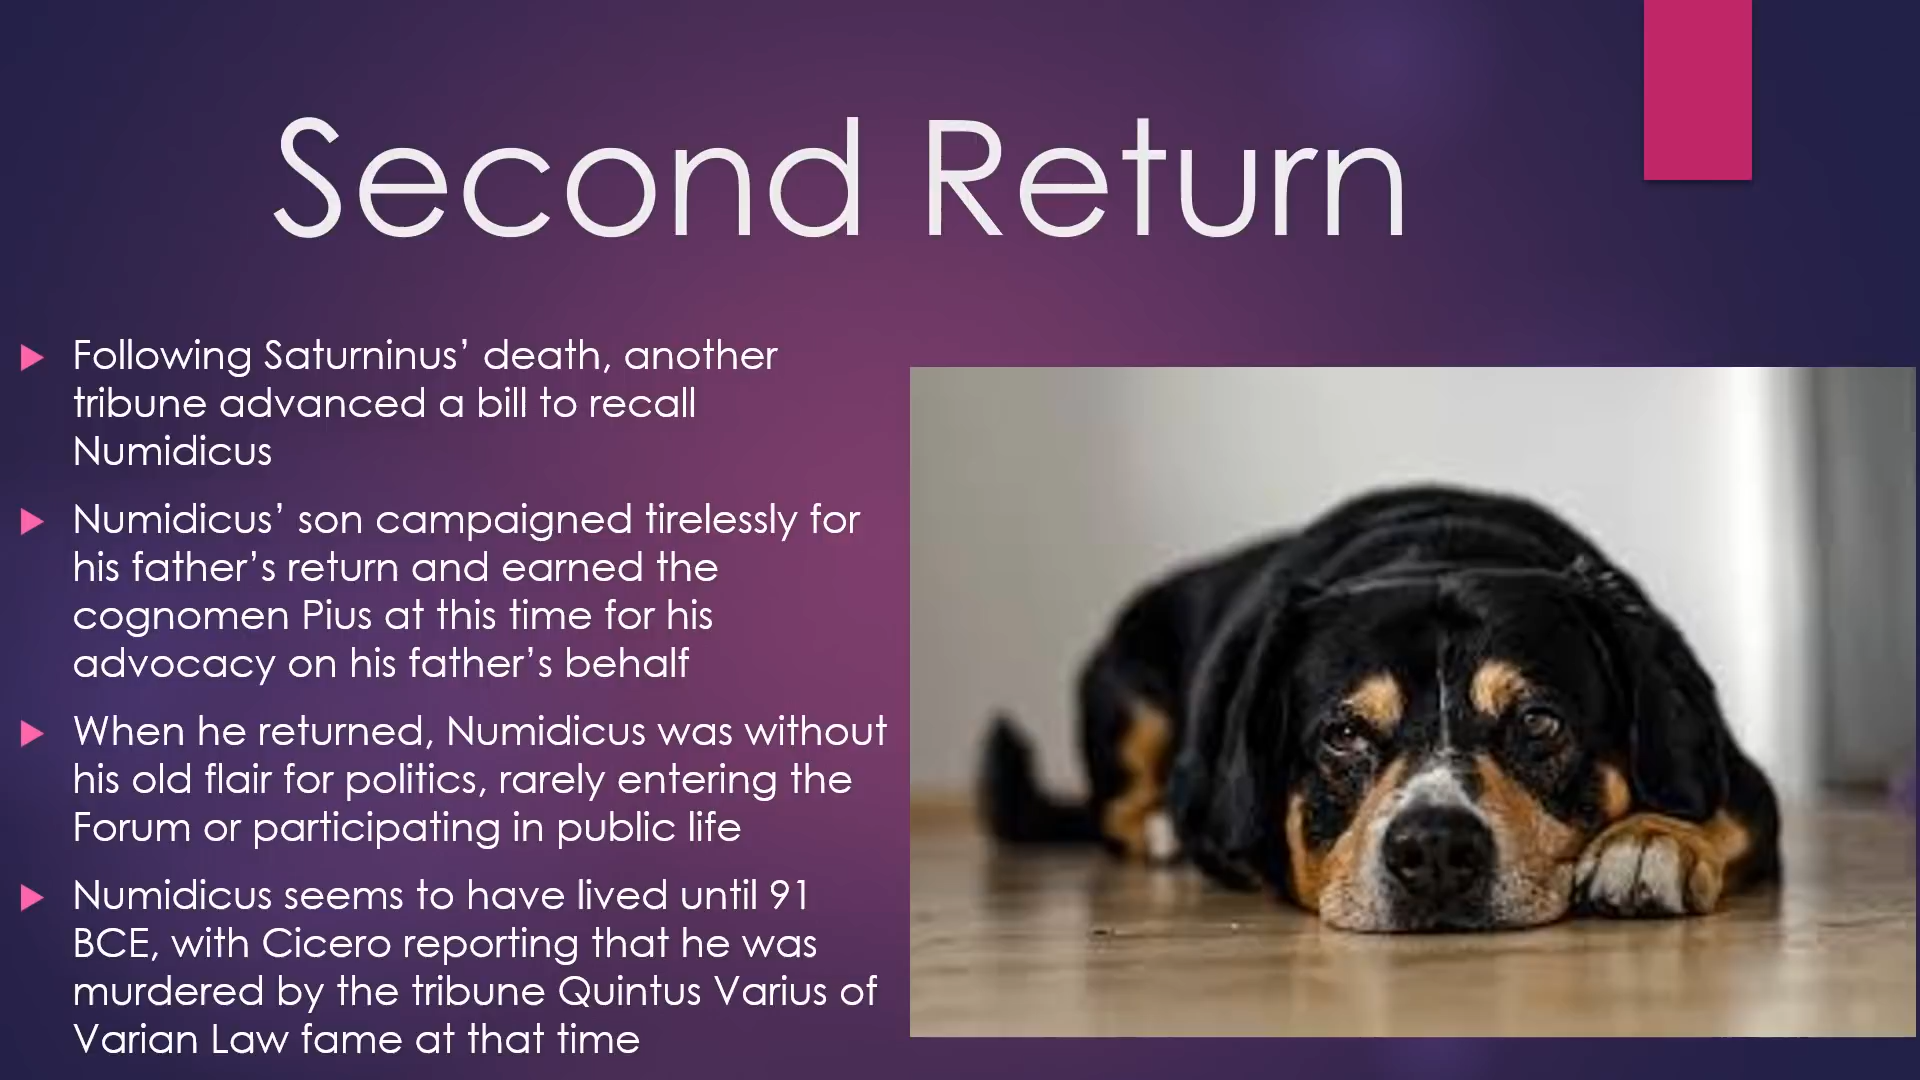 Second Return
Following Saturninus’ death, another
tribune advanced a bill to recall
Numidicus
Numidicus’ son campaigned tirelessly for
his father’s return and earned the
cognomen Pius at this time for his
advocacy on his father’s behalf
When he returned, Numidicus was without
his old flair for politics, rarely entering the
Forum or participating in public life
Numidicus seems to have lived until 91
BCE, with Cicero reporting that he was
murdered by the tribune Quintus Varius of
Varian Law fame at that time